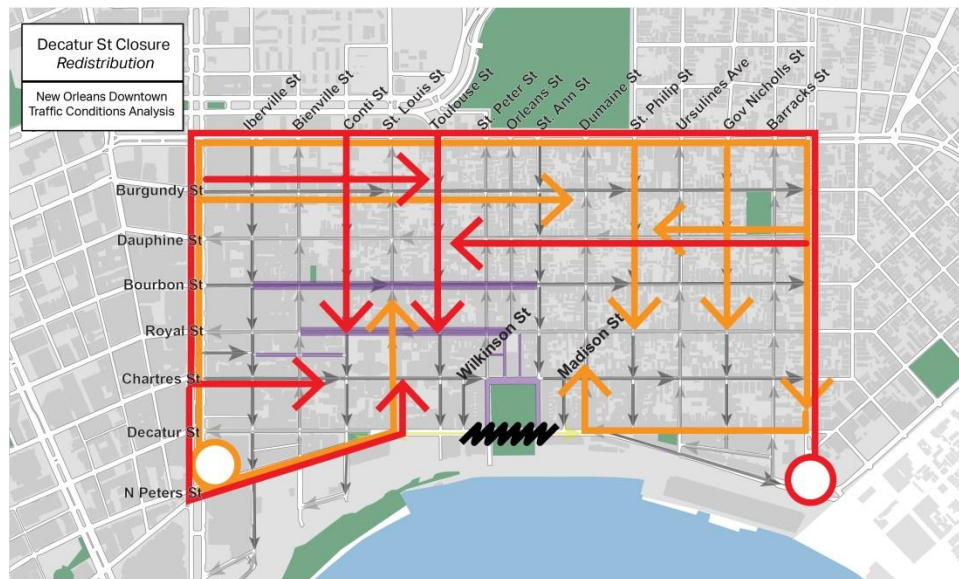 Decatur St Closure
Redistribution
New Orleans Downtown
Traffic Conditions Analysis
Iberville St
Bienville St
Conti St
St. Louis St
Toulouse St
St. Peter St
Orleans St
St. Ann St
Dumaine St
St. Philip St
Ursulines Ave
Gov Nicholls St
Barracks St
Burgundy St
Dauphine St
Bourbon St
Royal St
Wilkinson St
Madison St
Chartres St
Decatur St
N Peters St